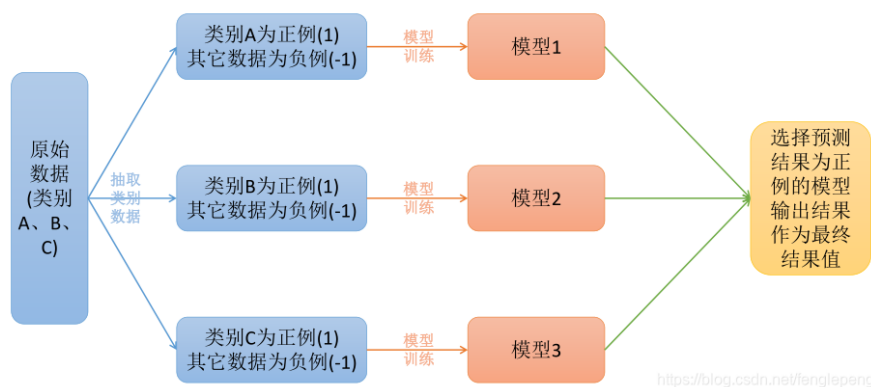 原始
数据
(类别
A、B、
C)
抽取
类别
数据
类别A为正例(1)
其它数据为负例(-1)
模型
训练
模型1
类别B为正例(1)
其它数据为负例(-1)
模型
训练
模型2
类别C为正例(1)
其它数据为负例(-1)
模型
训练
模型3
选择预测
结果为正
例的模型
输出结果
作为最终
结果值
https://blog.csdn.net/fenglepeng